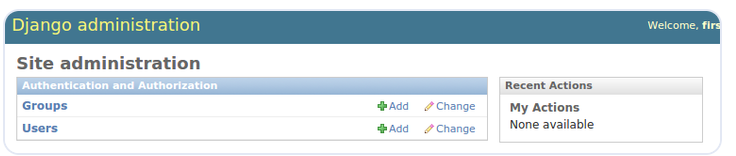 Django administration
Welcome, firs
Site administration
Authentication and Authorization
Groups Add Change
Users Add Change
Recent Actions
My Actions
None available